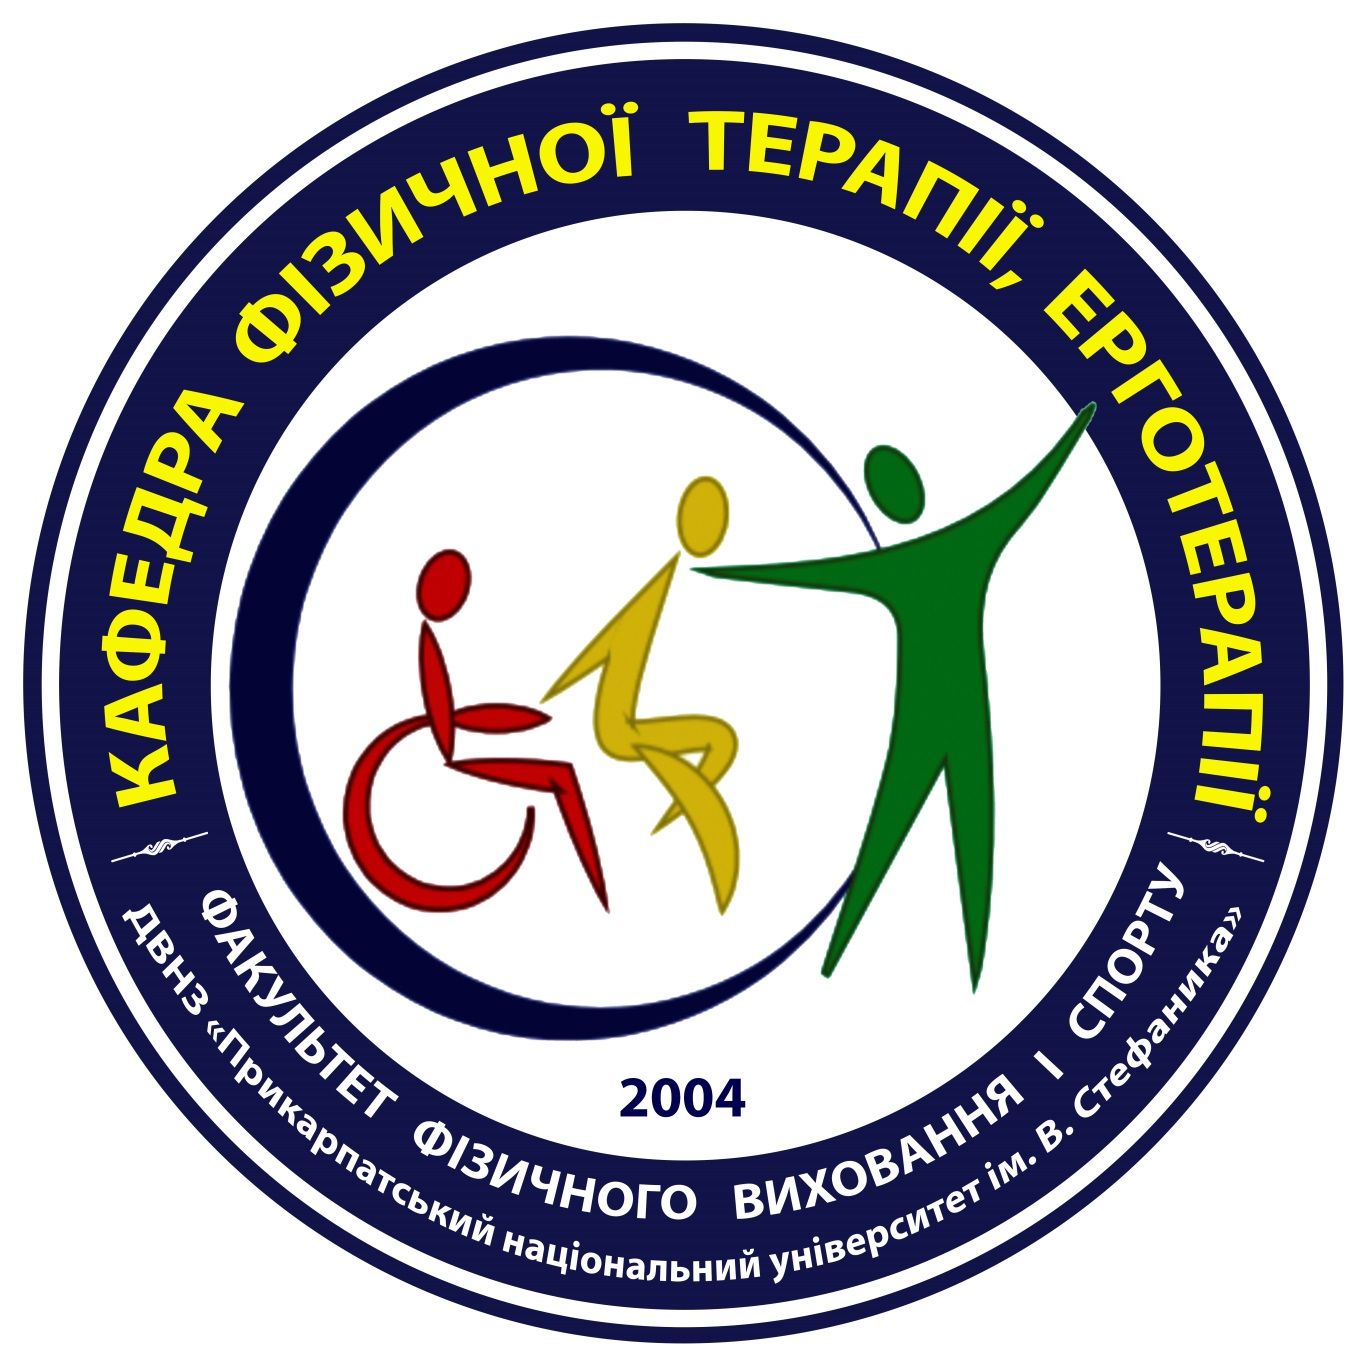 КАФЕДРА ФІЗИЧНОЇ ТЕРАПІЇ, ЕРГОТЕРАПІЇ
2004
ФАКУЛЬТЕТ ФІЗИЧНОГО ВИХОВАННЯ І СПОРТУ
ДВНЗ «Прикарпатський національний університет ім. В. Стефаника»